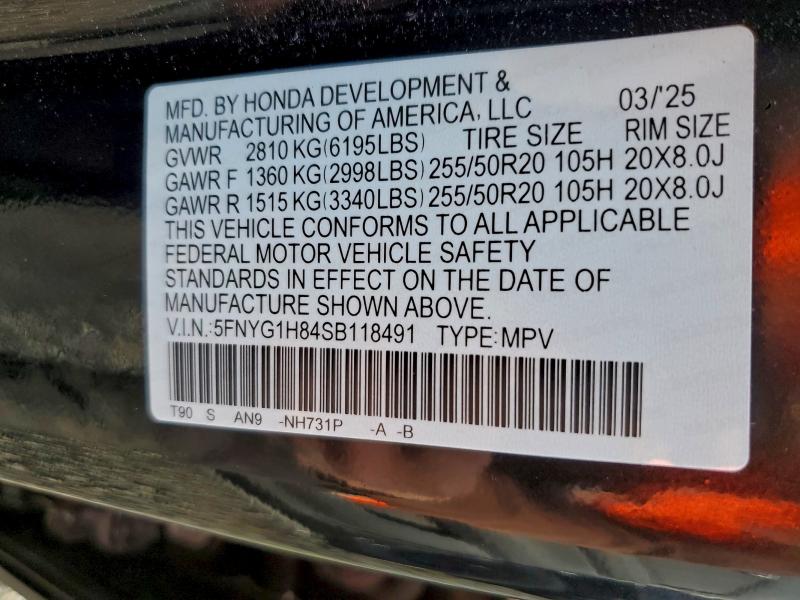 MFD. BY HONDA DEVELOPMENT &
MANUFACTURING OF AMERICA, LLC 03/'25
GVWR 2810 KG(6195LBS) TIRE SIZE RIM SIZE
GAWR F 1360 KG(2998LBS) 255/50R20 105H 20X8.0J
GAWR R 1515 KG(3340LBS) 255/50R20 105H 20X8.0J
THIS VEHICLE CONFORMS TO ALL APPLICABLE
FEDERAL MOTOR VEHICLE SAFETY
STANDARDS IN EFFECT ON THE DATE OF
MANUFACTURE SHOWN ABOVE.
V.I.N.:5FNYG1H84SB118491 TYPE:MPV
T90 S AN9 -NH731P -A -B